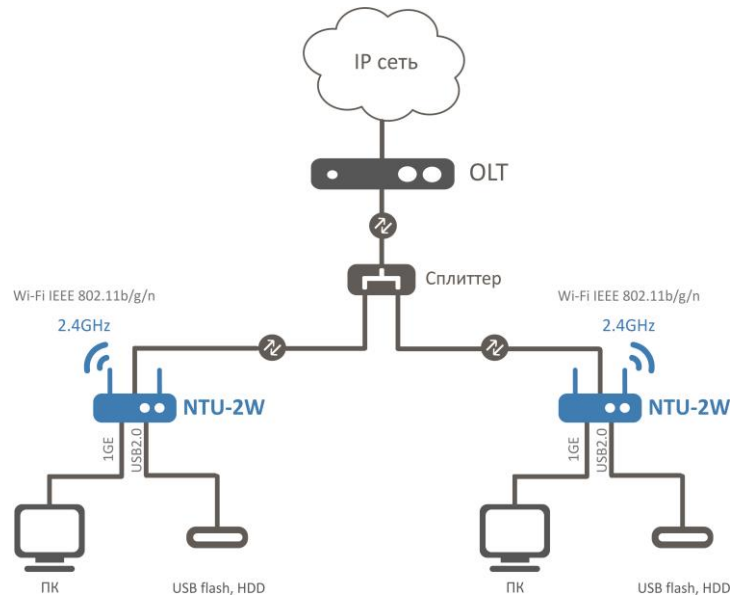 IP сеть
OLT
Сплиттер
Wi-Fi IEEE 802.11b/g/n
2.4GHz
NTU-2W
1GE
USB2.0
ПК
USB flash, HDD
Wi-Fi IEEE 802.11b/g/n
2.4GHz
NTU-2W
1GE
USB2.0
ПК
USB flash, HDD